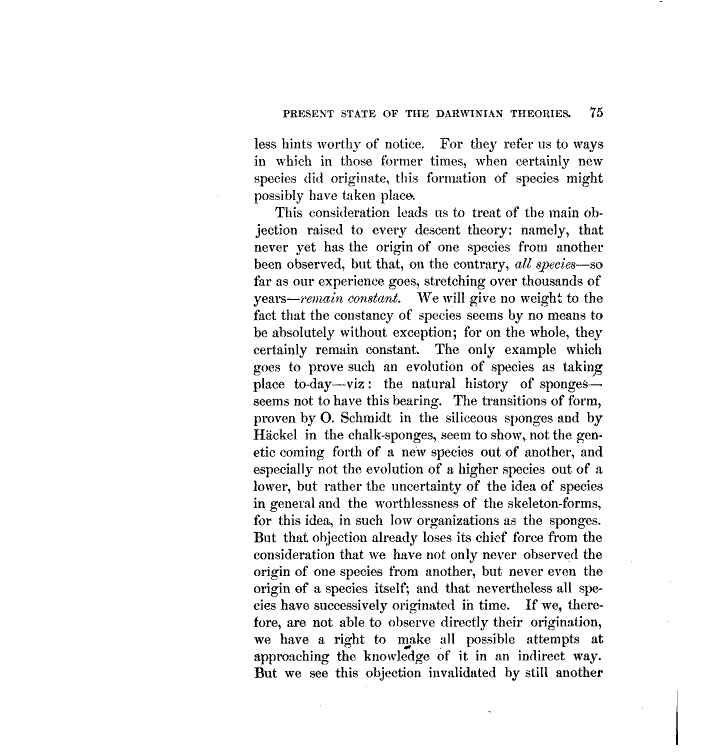 PRESENT STATE OF THE DARWINIAN THEORIES. 75
less hints worthy of notice. For they refer us to ways
in which in those former times, when certainly new
species did originate, this formation of species might
possibly have taken place.
This consideration leads us to treat of the main ob-
jection raised to every descent theory: namely, that
never yet has the origin of one species from another
been observed, but that, on the contrary, all species—so
far as our experience goes, stretching over thousands of
years—remain constant. We will give no weight to the
fact that the constancy of species seems by no means to
be absolutely without exception; for on the whole, they
certainly remain constant. The only example which
goes to prove such an evolution of species as taking
place to-day—viz: the natural history of sponges—
seems not to have this bearing. The transitions of form,
proven by O. Schmidt in the siliceous sponges and by
Häckel in the chalk-sponges, seem to show, not the gen-
etic coming forth of a new species out of another, and
especially not the evolution of a higher species out of a
lower, but rather the uncertainty of the idea of species
in general and the worthlessness of the skeleton-forms,
for this idea, in such low organizations as the sponges.
But that objection already loses its chief force from the
consideration that we have not only never observed the
origin of one species from another, but never even the
origin of a species itself; and that nevertheless all spe-
cies have successively originated in time. If we, there-
fore, are not able to observe directly their origination,
we have a right to make all possible attempts at
approaching the knowledge of it in an indirect way.
But we see this objection invalidated by still another